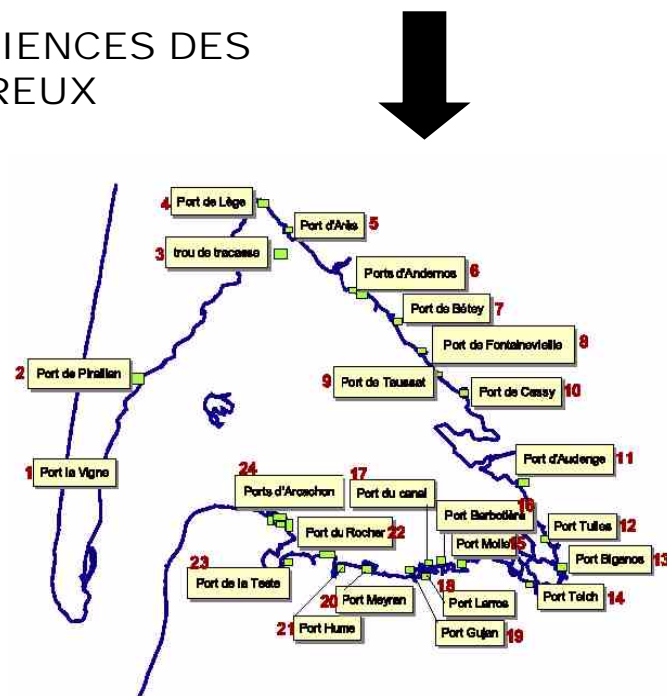 IENCES DES
REUX
4 Port de Lège
Port d'Arès 5
3 trou de tracasse
Ports d'Andernos 6
Port de Bétey 7
Port de Fontainevieille 8
2 Port de Piraillan
9 Port de Taussat
Port de Cassy 10
1 Port la Vigne
Port d'Audenge 11
24 Ports d'Arcachon
17 Port du canal
Port Barbotière 16
Port du Rocher 22
Port Tuiles 12
Port Molle 15
Port Biganos 13
23 Port de la Teste
Port Teich 14
20 Port Meyran
18 Port Larros
21 Port Hume
Port Gujan 19